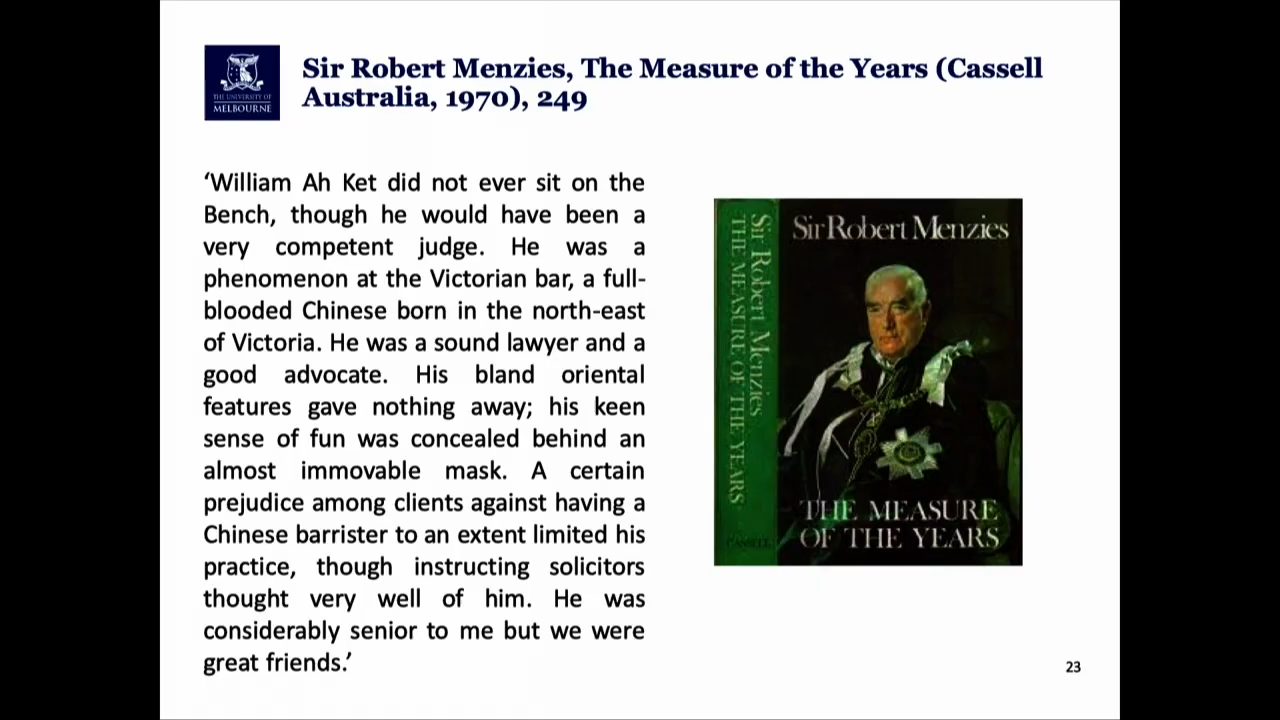 THE UNIVERSITY OF
MELBOURNE
Sir Robert Menzies, The Measure of the Years (Cassell
Australia, 1970), 249
‘William Ah Ket did not ever sit on the
Bench, though he would have been a
very competent judge. He was a
phenomenon at the Victorian bar, a full-
blooded Chinese born in the north-east
of Victoria. He was a sound lawyer and a
good advocate. His bland oriental
features gave nothing away; his keen
sense of fun was concealed behind an
almost immovable mask. A certain
prejudice among clients against having a
Chinese barrister to an extent limited his
practice, though instructing solicitors
thought very well of him. He was
considerably senior to me but we were
great friends.’
Sir Robert Menzies
THE MEASURE OF THE YEARS
CASSELL
Sir Robert Menzies
THE MEASURE
OF THE YEARS
23